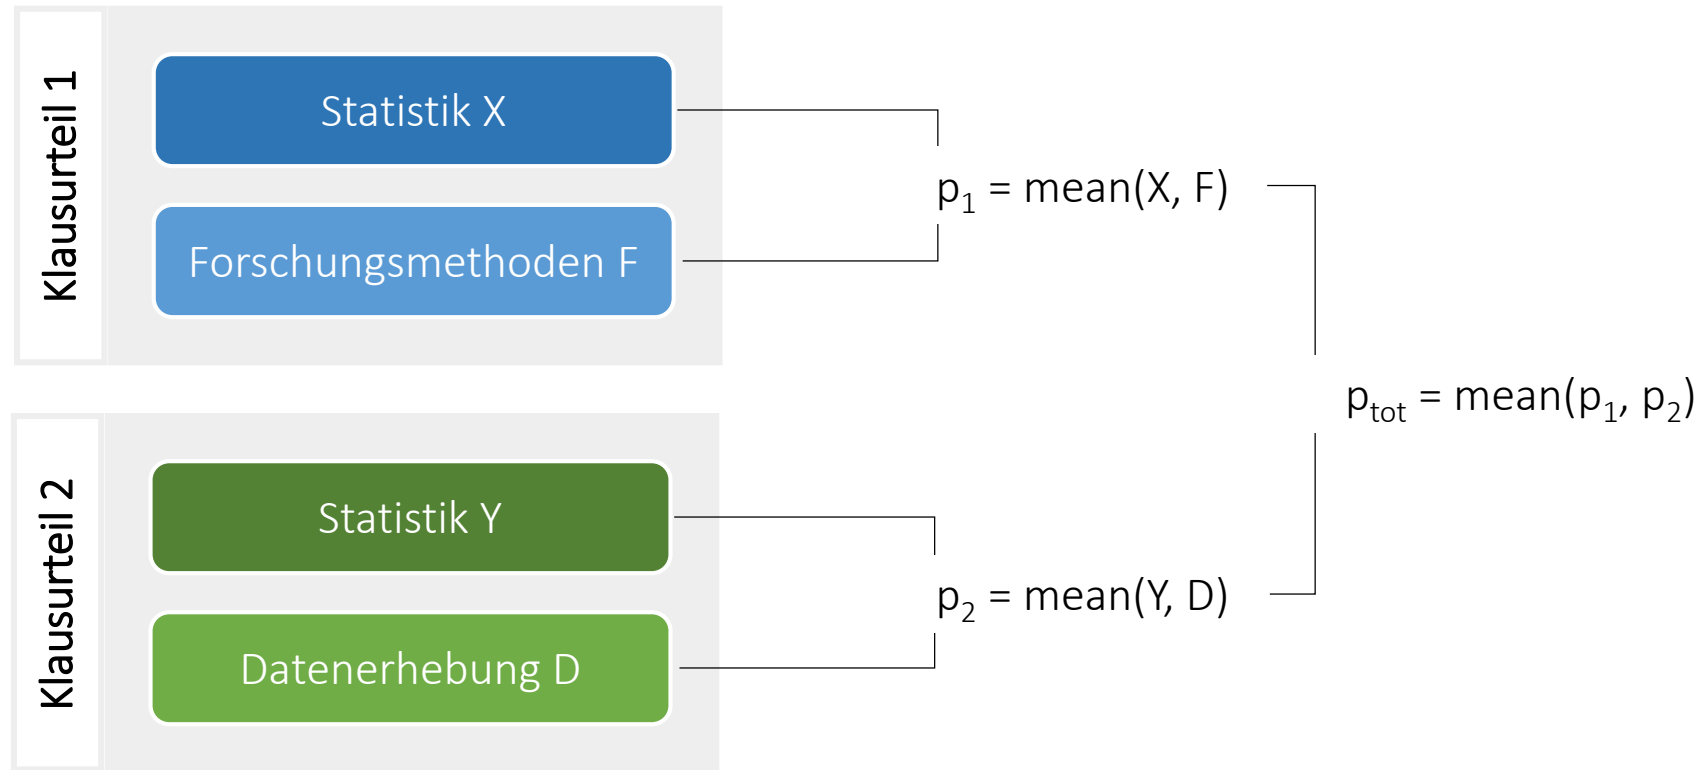 Klausurteil 1
Statistik X
Forschungsmethoden F
p₁ = mean(X, F)
pₜₒₜ = mean(p₁, p₂)
Klausurteil 2
Statistik Y
Datenerhebung D
p₂ = mean(Y, D)